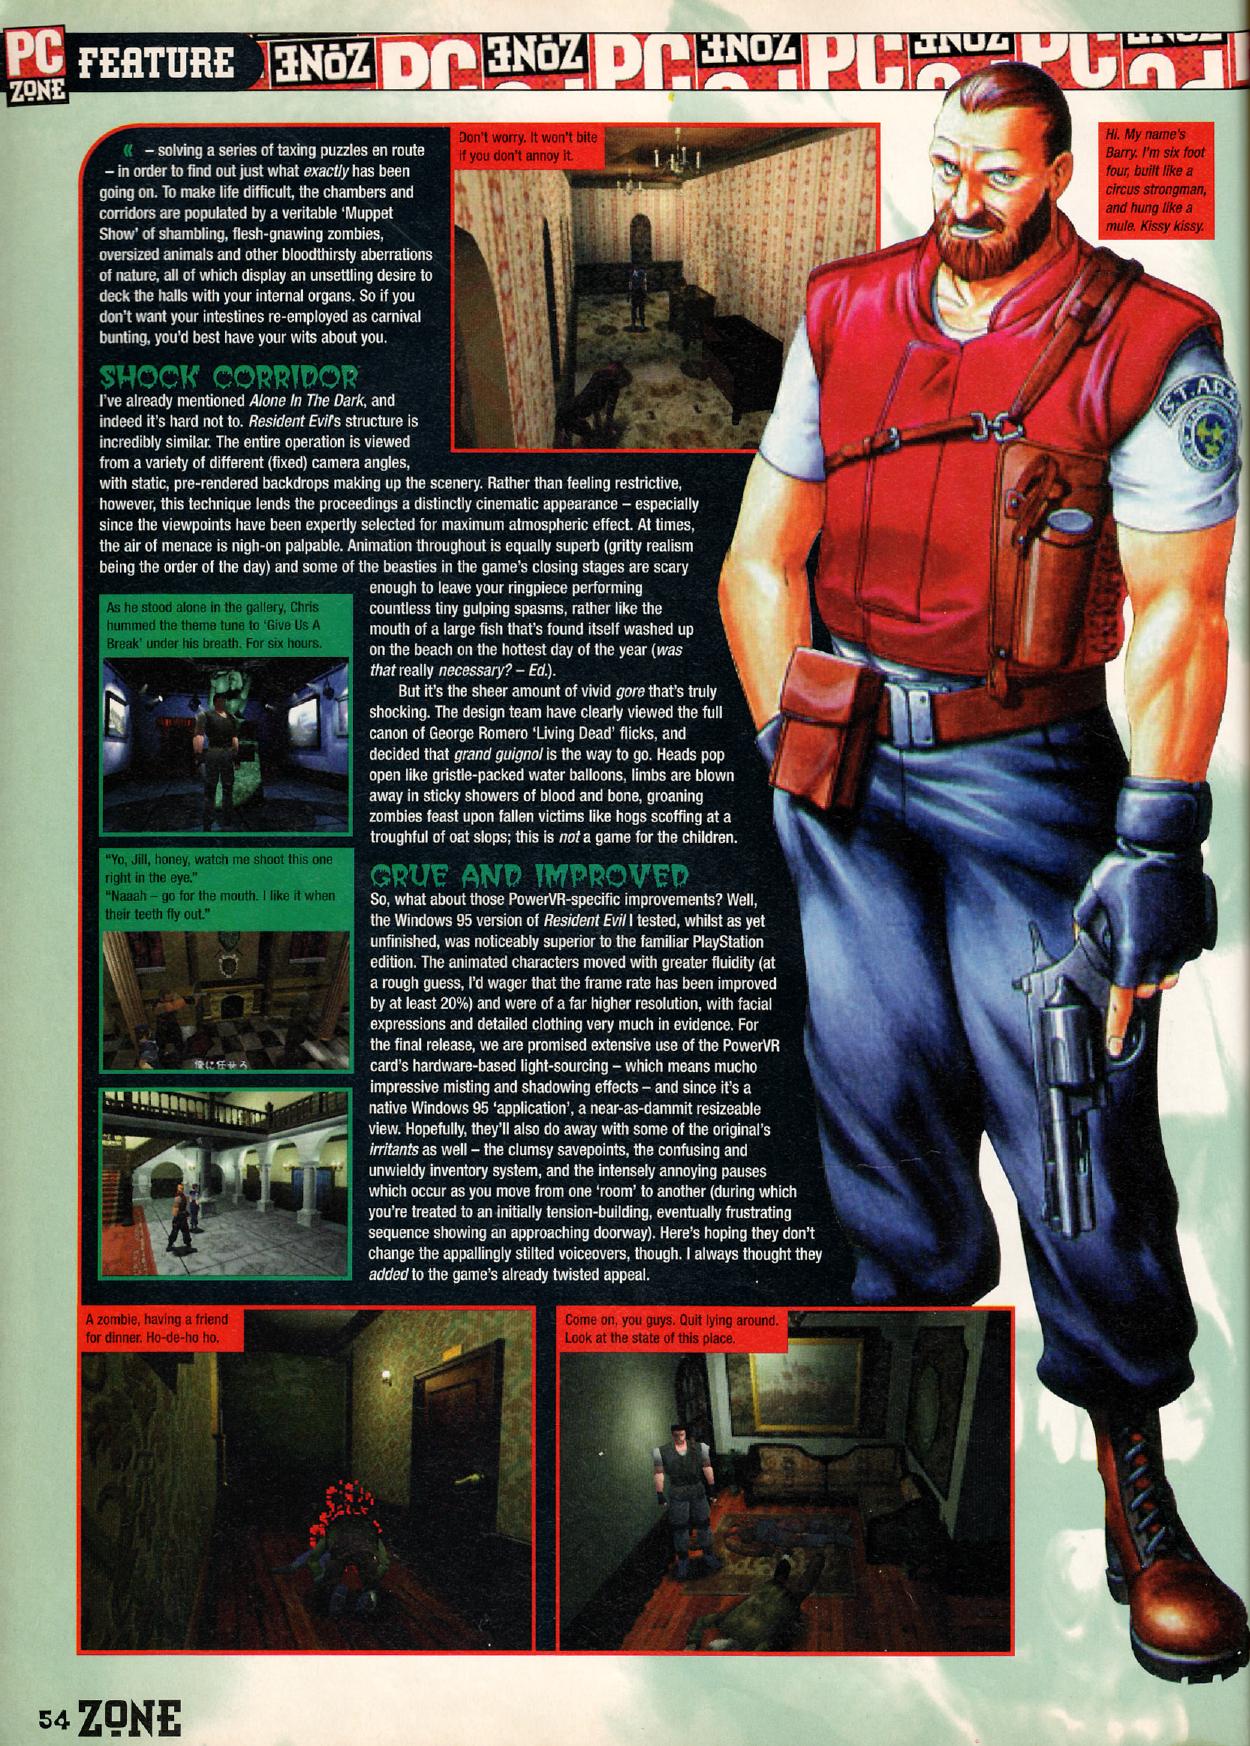 PC
ZONE
FEATURE
« – solving a series of taxing puzzles en route
– in order to find out just what exactly has been
going on. To make life difficult, the chambers and
corridors are populated by a veritable ‘Muppet
Show’ of shambling, flesh-gnawing zombies,
oversized animals and other bloodthirsty aberrations
of nature, all of which display an unsettling desire to
deck the halls with your internal organs. So if you
don’t want your intestines re-employed as carnival
bunting, you’d best have your wits about you.
SHOCK CORRIDOR
I’ve already mentioned Alone In The Dark, and
indeed it’s hard not to. Resident Evil’s structure is
incredibly similar. The entire operation is viewed
from a variety of different (fixed) camera angles,
with static, pre-rendered backdrops making up the scenery. Rather than feeling restrictive,
however, this technique lends the proceedings a distinctly cinematic appearance – especially
since the viewpoints have been expertly selected for maximum atmospheric effect. At times,
the air of menace is nigh-on palpable. Animation throughout is equally superb (gritty realism
being the order of the day) and some of the beasties in the game’s closing stages are scary
enough to leave your ringpiece performing
countless tiny gulping spasms, rather like the
mouth of a large fish that’s found itself washed up
on the beach on the hottest day of the year (was
that really necessary? – Ed.).
But it’s the sheer amount of vivid gore that’s truly
shocking. The design team have clearly viewed the full
canon of George Romero ‘Living Dead’ flicks, and
decided that grand guignol is the way to go. Heads pop
open like gristle-packed water balloons, limbs are blown
away in sticky showers of blood and bone, groaning
zombies feast upon fallen victims like hogs scoffing at a
troughful of oat slops; this is not a game for the children.
GRUE AND IMPROVED
So, what about those PowerVR-specific improvements? Well,
the Windows 95 version of Resident Evil I tested, whilst as yet
unfinished, was noticeably superior to the familiar PlayStation
edition. The animated characters moved with greater fluidity (at
a rough guess, I’d wager that the frame rate has been improved
by at least 20%) and were of a far higher resolution, with facial
expressions and detailed clothing very much in evidence. For
the final release, we are promised extensive use of the PowerVR
card’s hardware-based light-sourcing – which means mucho
impressive misting and shadowing effects – and since it’s a
native Windows 95 ‘application’, a near-as-dammit resizeable
view. Hopefully, they’ll also do away with some of the original’s
irritants as well – the clumsy savepoints, the confusing and
unwieldy inventory system, and the intensely annoying pauses
which occur as you move from one ‘room’ to another (during which
you’re treated to an initially tension-building, eventually frustrating
sequence showing an approaching doorway). Here’s hoping they don’t
change the appallingly stilted voiceovers, though. I always thought they
added to the game’s already twisted appeal.
Don’t worry. It won’t bite
if you don’t annoy it.
Hi. My name’s
Barry. I’m six foot
four, built like a
circus strongman,
and hung like a
mule. Kissy kissy.
S.T.A.R.S
As he stood alone in the gallery, Chris
hummed the theme tune to ‘Give Us A
Break’ under his breath. For six hours.
“Yo, Jill, honey, watch me shoot this one
right in the eye.”
“Naaah – go for the mouth. I like it when
their teeth fly out.”
俺に任せろ
A zombie, having a friend
for dinner. Ho-de-ho ho.
Come on, you guys. Quit lying around.
Look at the state of this place.
54 ZONE